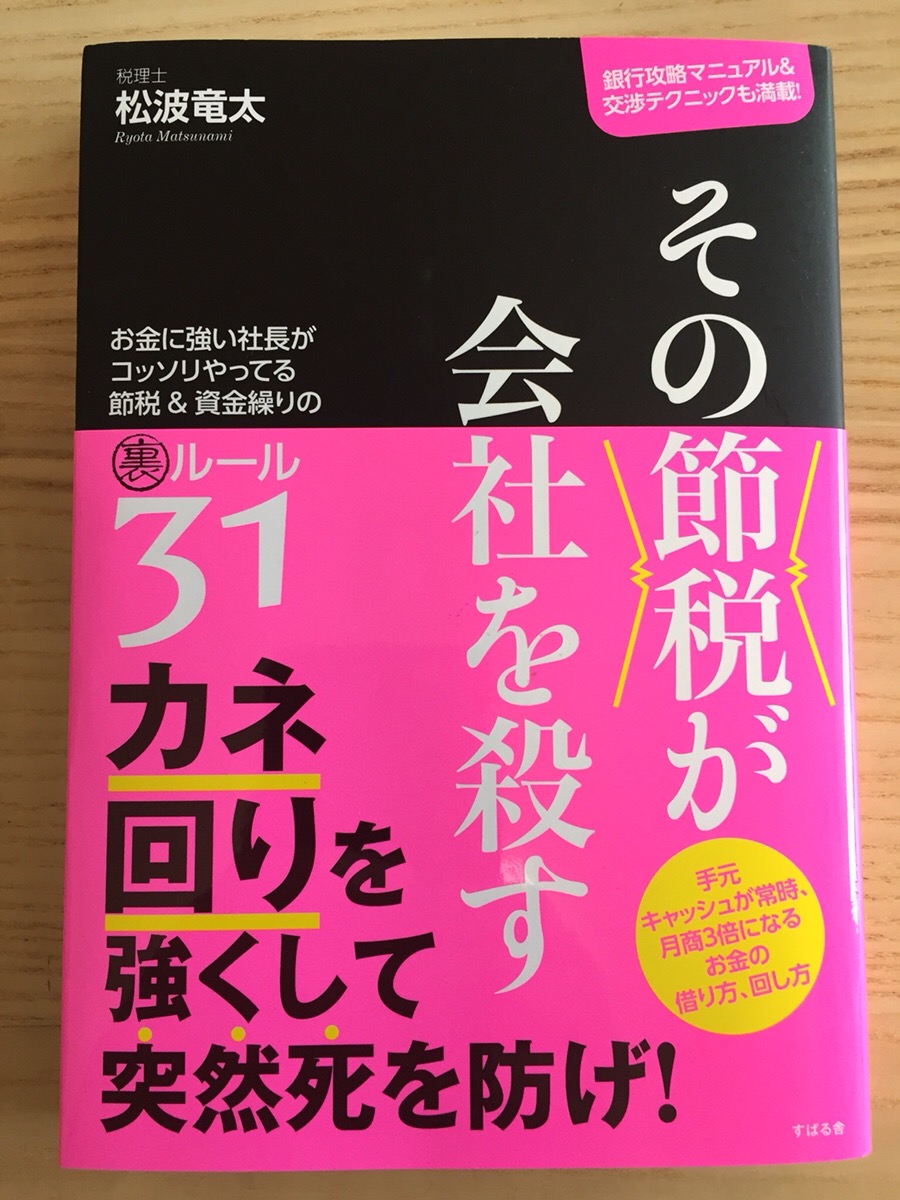 税理士
松波竜太
Ryota Matsunami
銀行攻略マニュアル&
交渉テクニックも満載!
その節税が
会社を殺す
お金に強い社長が
コッソリやってる
節税 & 資金繰りの
裏ルール
31
カネ
回りを
強くして
突然死を防げ!
手元
キャッシュが常時、
月商3倍になる
お金の
借り方、回し方
すばる舎